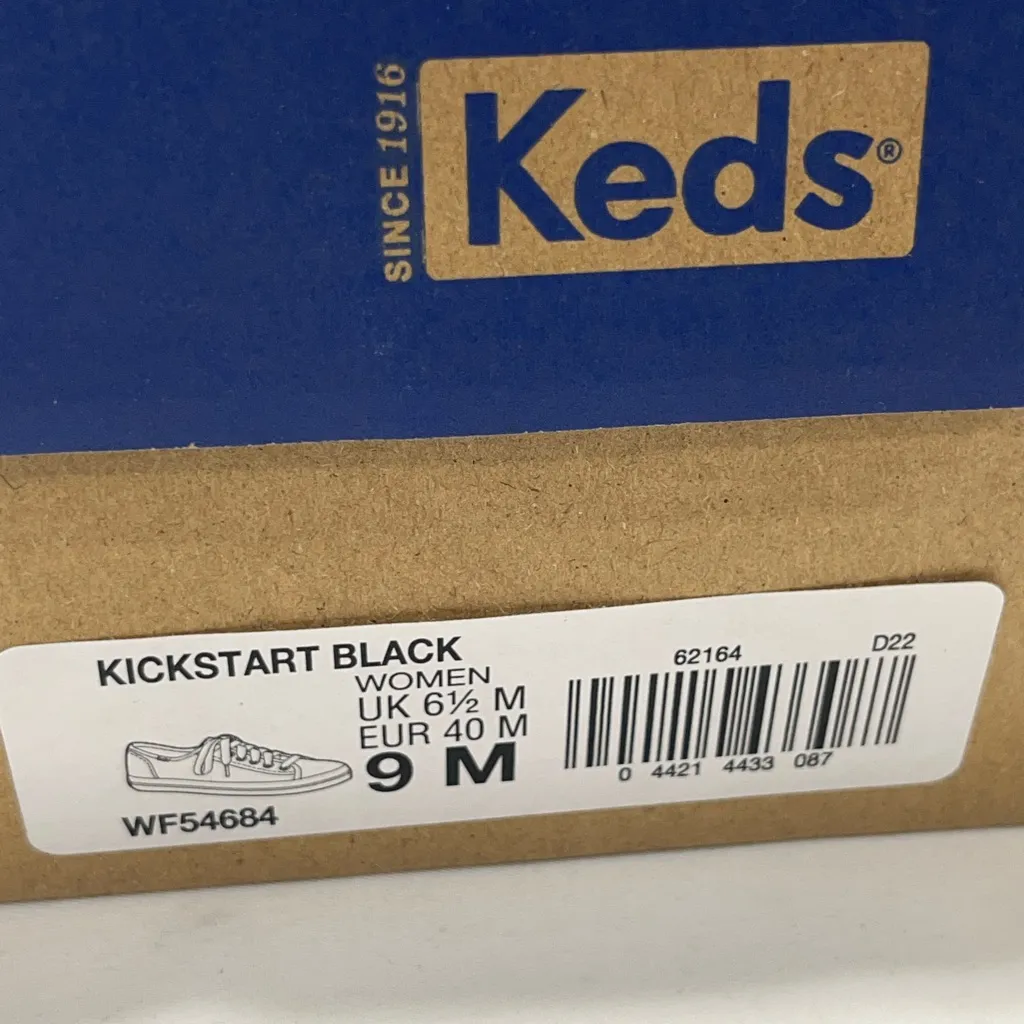 SINCE 1916
Keds®
KICKSTART BLACK
WOMEN
UK 6½ M
EUR 40 M
9 M
WF54684
62164
D22
0 4421 4433 087